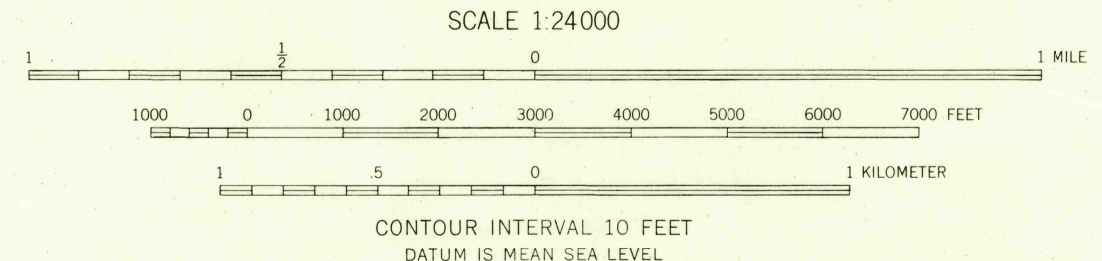 SCALE 1:24000
1 1/2 0 1 MILE
1000 0 1000 2000 3000 4000 5000 6000 7000 FEET
1 .5 0 1 KILOMETER
CONTOUR INTERVAL 10 FEET
DATUM IS MEAN SEA LEVEL